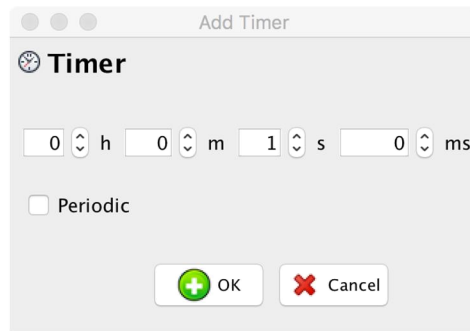 Add Timer
Timer
0 h 0 m 1 s 0 ms
Periodic
OK Cancel